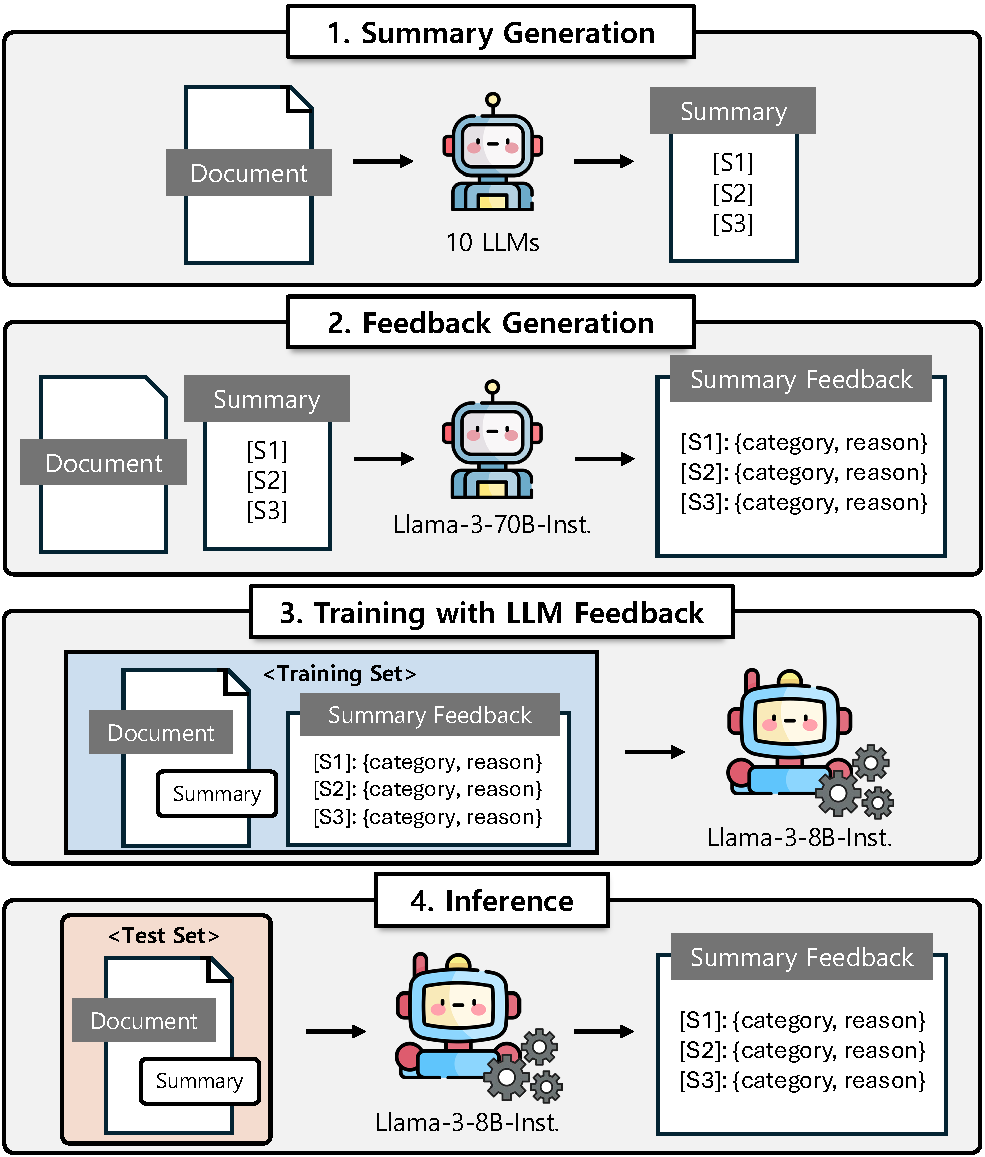 1. Summary Generation
Document
10 LLMs
Summary
[S1]
[S2]
[S3]
2. Feedback Generation
Document
Summary
[S1]
[S2]
[S3]
Llama-3-70B-Inst.
Summary Feedback
[S1]: {category, reason}
[S2]: {category, reason}
[S3]: {category, reason}
3. Training with LLM Feedback
<Training Set>
Document
Summary
Summary Feedback
[S1]: {category, reason}
[S2]: {category, reason}
[S3]: {category, reason}
Llama-3-8B-Inst.
4. Inference
<Test Set>
Document
Summary
Llama-3-8B-Inst.
Summary Feedback
[S1]: {category, reason}
[S2]: {category, reason}
[S3]: {category, reason}